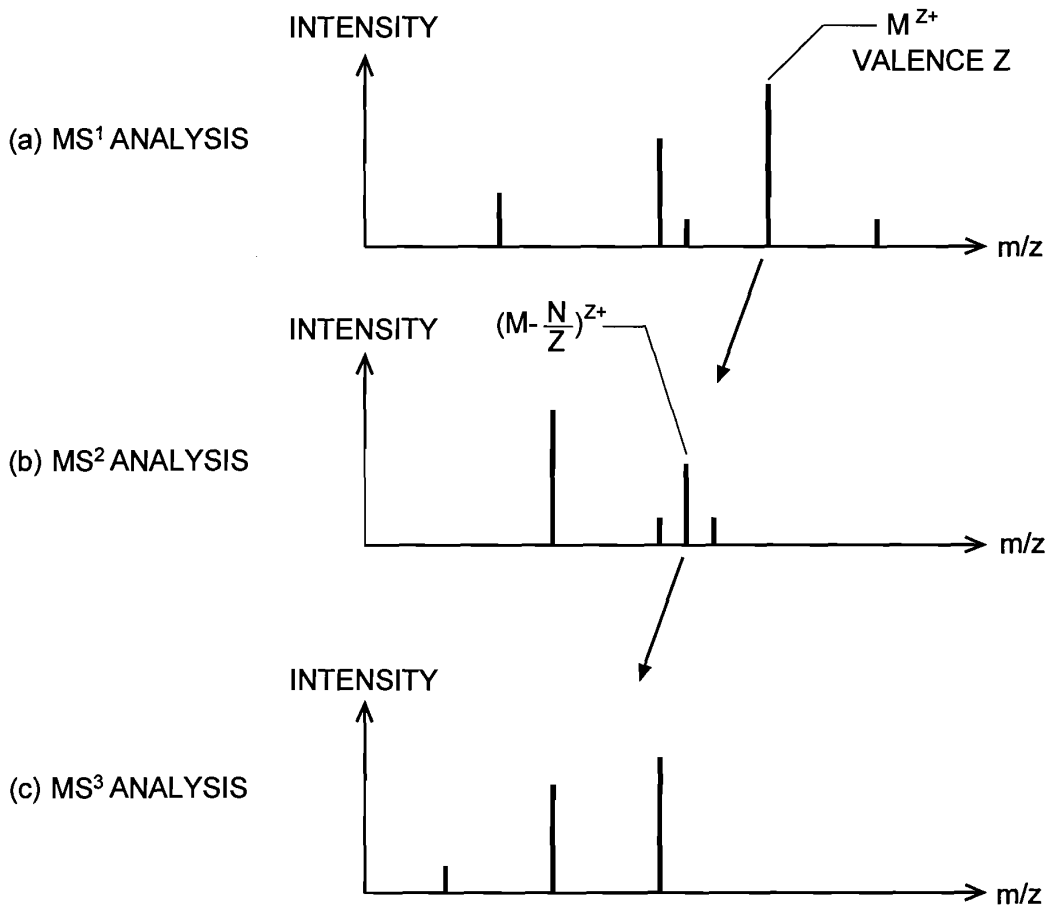 INTENSITY
M^Z+
VALENCE Z
(a) MS¹ ANALYSIS
m/z
INTENSITY
(M-N/Z)^Z+
(b) MS² ANALYSIS
m/z
INTENSITY
(c) MS³ ANALYSIS
m/z